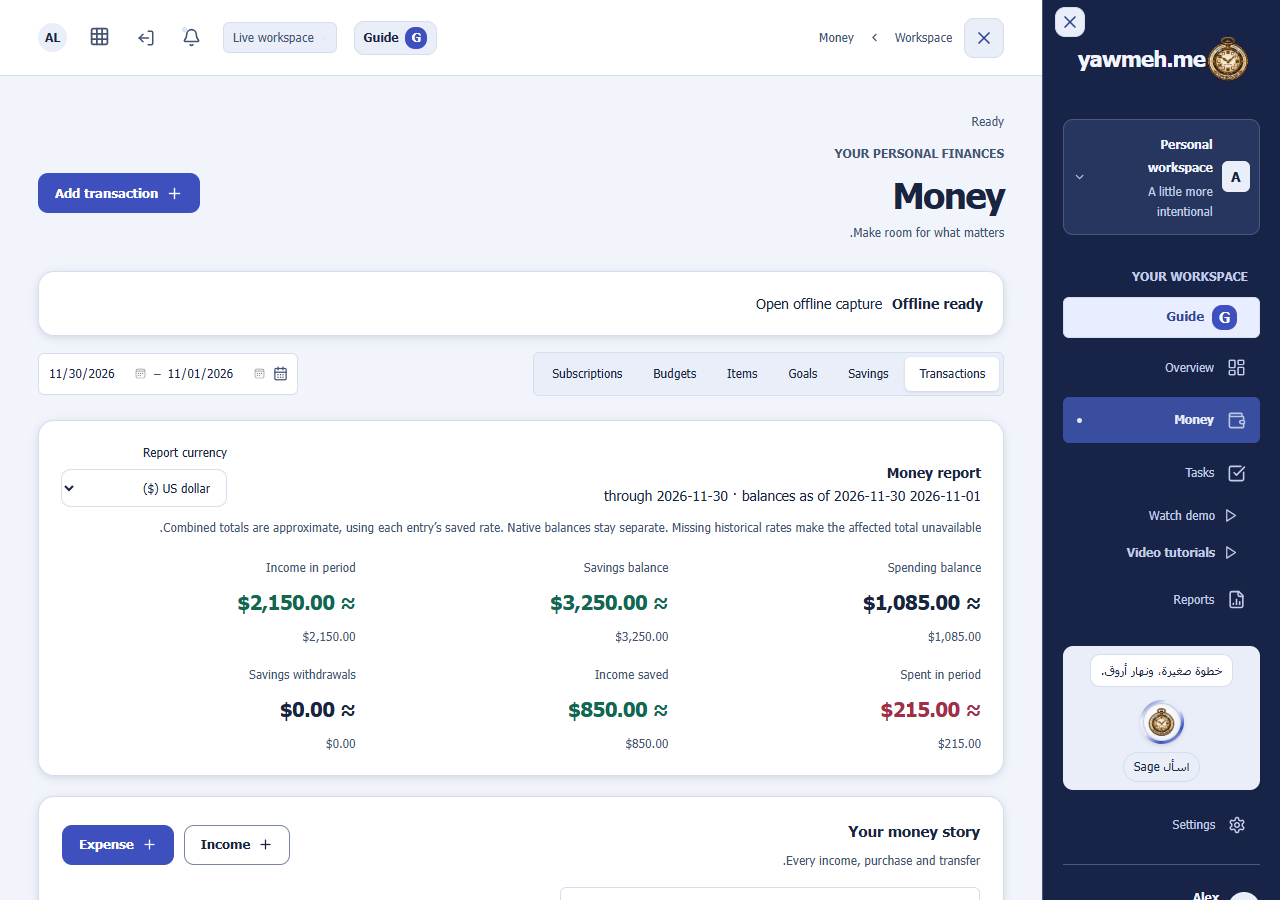 yawmeh.me
Personal workspace
A little more intentional
A
YOUR WORKSPACE
Guide G
Overview
Money
Tasks
Watch demo
Video tutorials
Reports
خطوة صغيرة، ونهار أروق.
اسأل Sage
Settings
Alex
AL
Live workspace
Guide G
Money
Workspace
Ready
YOUR PERSONAL FINANCES
Money
.Make room for what matters
Add transaction
Open offline capture Offline ready
11/30/2026 – 11/01/2026
Subscriptions Budgets Items Goals Savings Transactions
Report currency
($) US dollar
Money report
through 2026-11-30 · balances as of 2026-11-30 2026-11-01
.Combined totals are approximate, using each entry’s saved rate. Native balances stay separate. Missing historical rates make the affected total unavailable
Income in period Savings balance Spending balance
$2,150.00 ≈ $3,250.00 ≈ $1,085.00 ≈
$2,150.00 $3,250.00 $1,085.00
Savings withdrawals Income saved Spent in period
$0.00 ≈ $850.00 ≈ $215.00 ≈
$0.00 $850.00 $215.00
Expense
Income
Your money story
.Every income, purchase and transfer